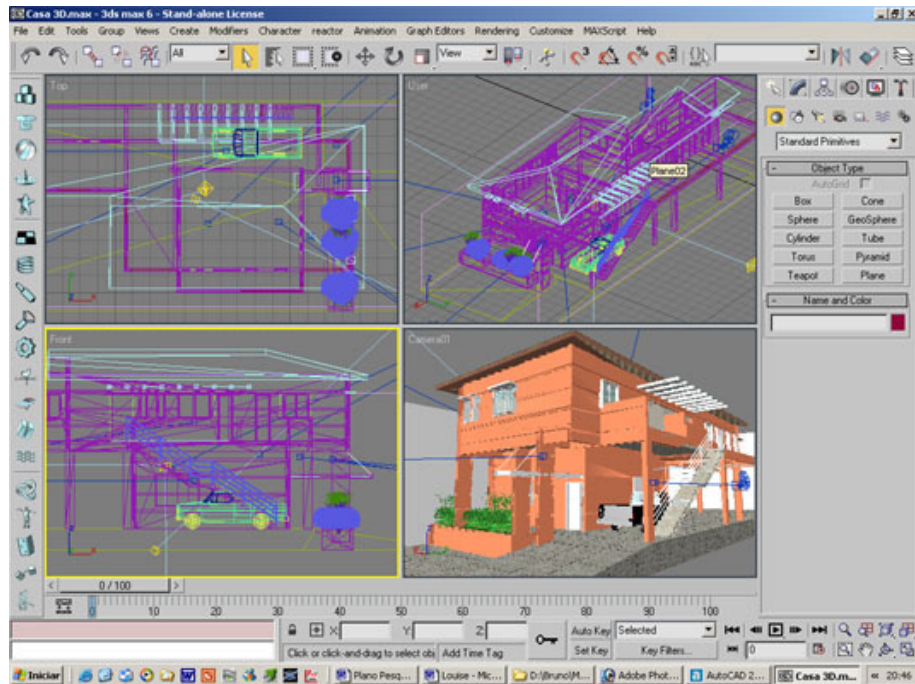 Casa 3D.max - 3ds max 6 - Stand-alone License
File Edit Tools Group Views Create Modifiers Character reactor Animation Graph Editors Rendering Customize MAXScript Help
All
View
Top
User
Plane02
Front
Camera01
Standard Primitives
- Object Type
AutoGrid
Box Cone
Sphere GeoSphere
Cylinder Tube
Torus Pyramid
Teapot Plane
- Name and Color
< 0 / 100 >
0 10 20 30 40 50 60 70 80 90 100
X Y Z
Auto Key Selected
Click or click-and-drag to select obj Add Time Tag
Set Key Key Filters...
0
Iniciar
Plano Pesq...
Louise - Mic...
D:\Bruno\M...
Adobe Phot...
AutoCAD 2...
Casa 3D.m...
« 20:46